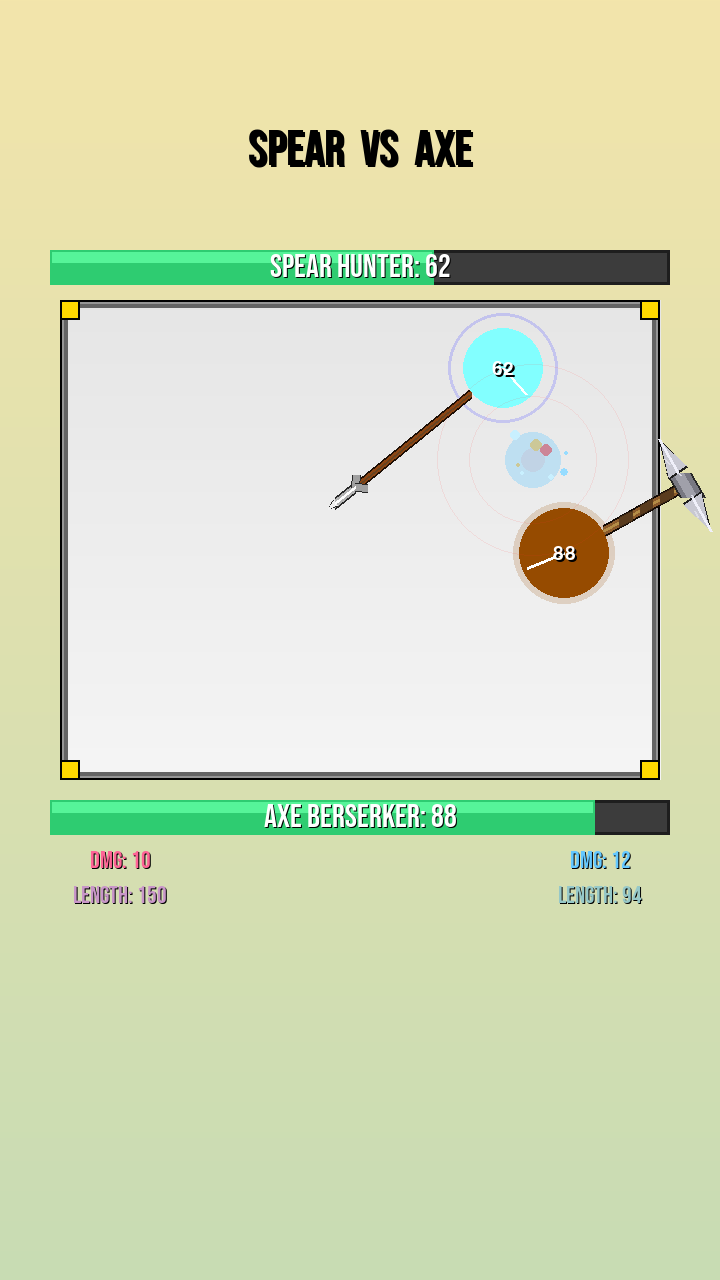 SPEAR VS AXE
SPEAR HUNTER: 62
62
88
AXE BERSERKER: 88
DMG: 10
DMG: 12
LENGTH: 150
LENGTH: 94